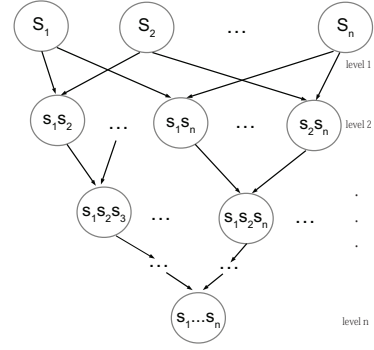 S1 S2 ... Sn
level 1
s1s2 ... s1sn ... s2sn level 2
s1s2s3 ... s1s2sn ...
... ...
s1...sn
level n